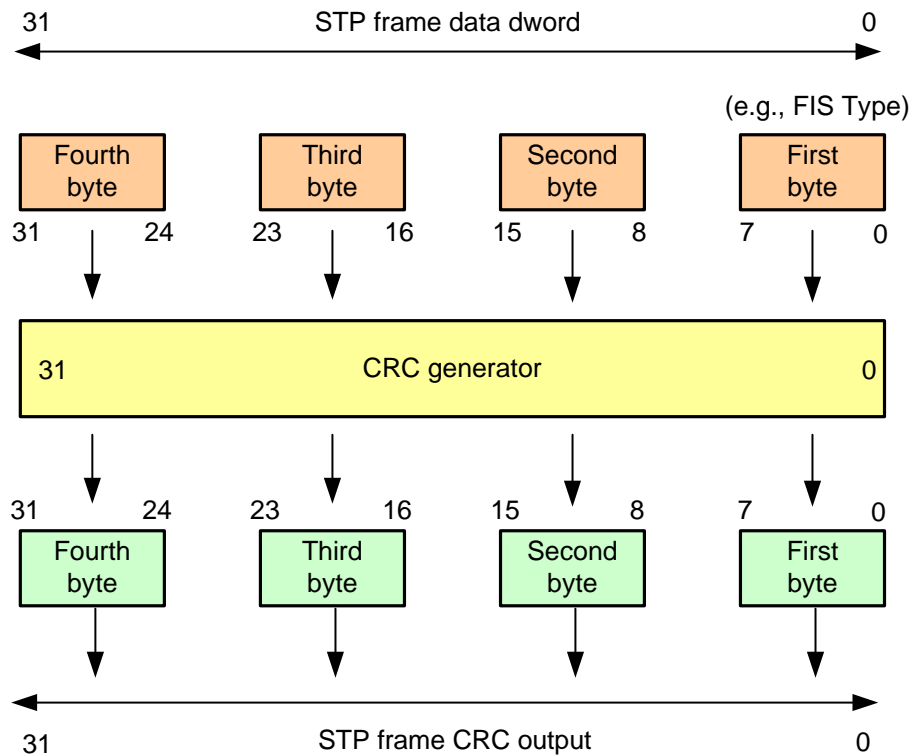 31 STP frame data dword 0
(e.g., FIS Type)
Fourth byte Third byte Second byte First byte
31 24 23 16 15 8 7 0
31 CRC generator 0
31 24 23 16 15 8 7 0
Fourth byte Third byte Second byte First byte
31 STP frame CRC output 0